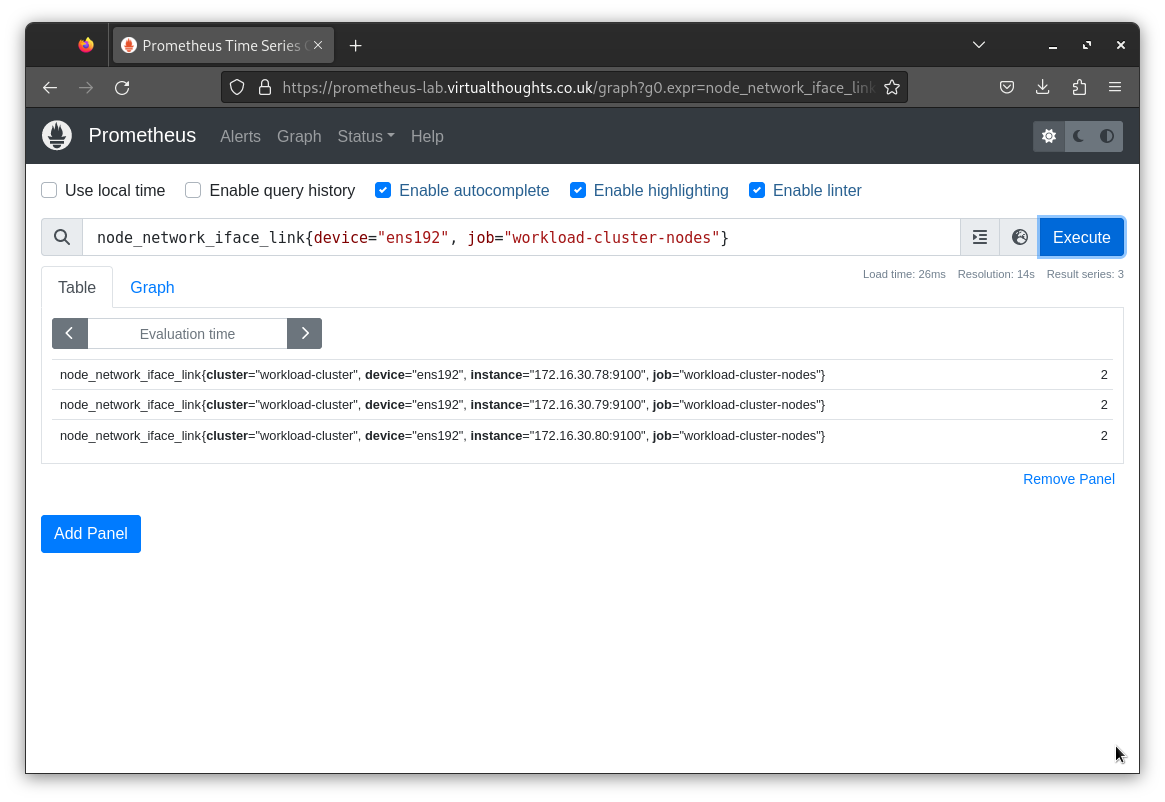 Prometheus Time Series
https://prometheus-lab.virtualthoughts.co.uk/graph?g0.expr=node_network_iface_link
Prometheus Alerts Graph Status Help
Use local time Enable query history Enable autocomplete Enable highlighting Enable linter
node_network_iface_link{device="ens192", job="workload-cluster-nodes"} Execute
Load time: 26ms Resolution: 14s Result series: 3
Table Graph
Evaluation time
node_network_iface_link{cluster="workload-cluster", device="ens192", instance="172.16.30.78:9100", job="workload-cluster-nodes"} 2
node_network_iface_link{cluster="workload-cluster", device="ens192", instance="172.16.30.79:9100", job="workload-cluster-nodes"} 2
node_network_iface_link{cluster="workload-cluster", device="ens192", instance="172.16.30.80:9100", job="workload-cluster-nodes"} 2
Remove Panel
Add Panel